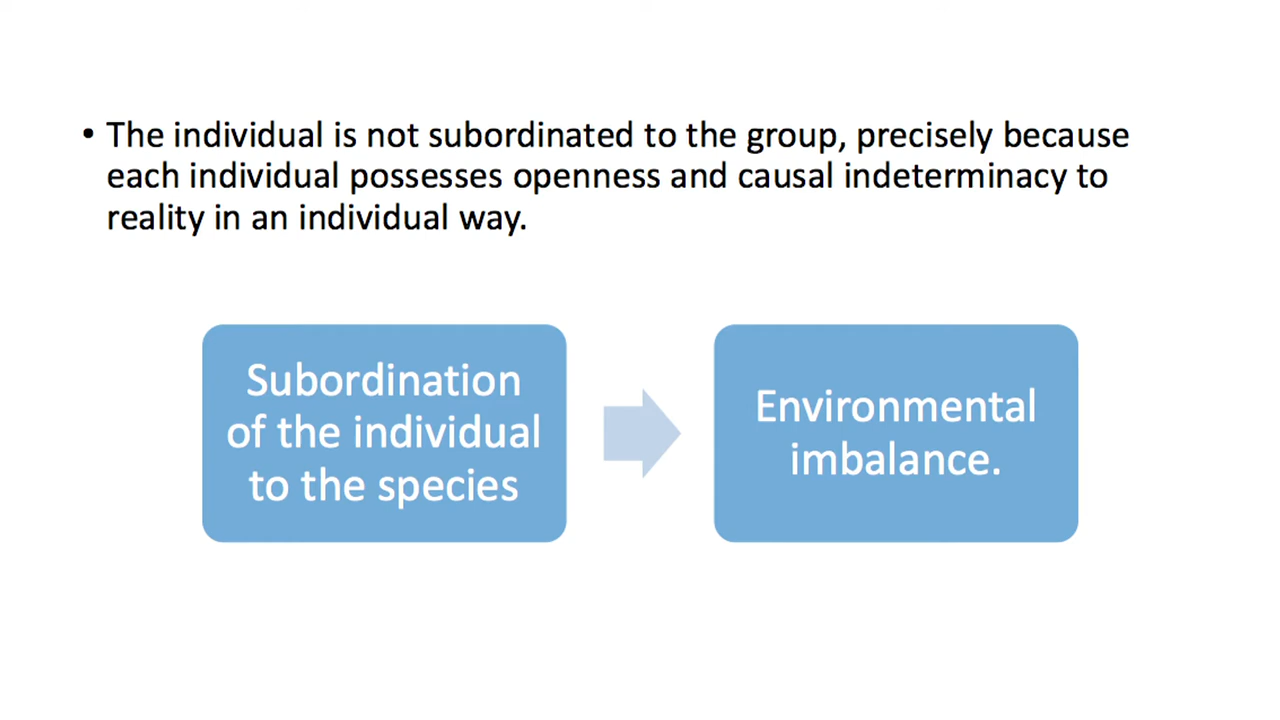 • The individual is not subordinated to the group, precisely because
each individual possesses openness and causal indeterminacy to
reality in an individual way.
Subordination
of the individual
to the species
Environmental
imbalance.